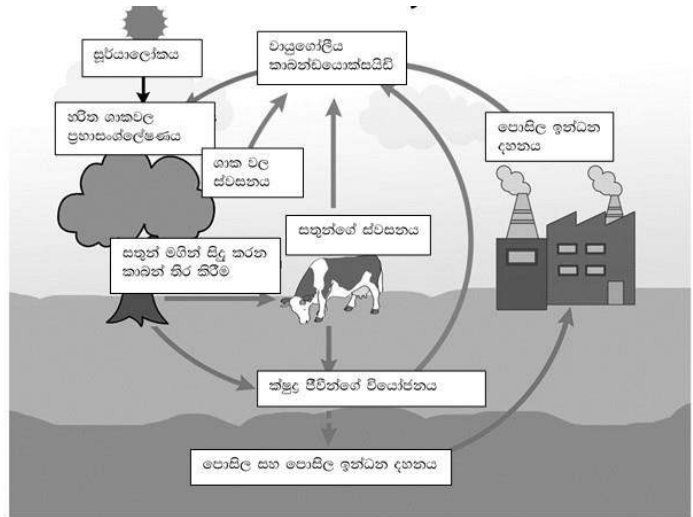 සූර්යාලෝකය
වායුගෝලීය
කාබන්ඩයොක්සයිඩ්
හරිත ශාකවල
ප්‍රභාසංශ්ලේෂණය
පොසිල ඉන්ධන
දහනය
ශාක වල
ස්වසනය
සතුන්ගේ ස්වසනය
සතුන් මගින් සිදු කරන
කාබන් තිර කිරීම
ක්ෂුද්‍ර ජීවීන්ගේ වියෝජනය
පොසිල සහ පොසිල ඉන්ධන දහනය